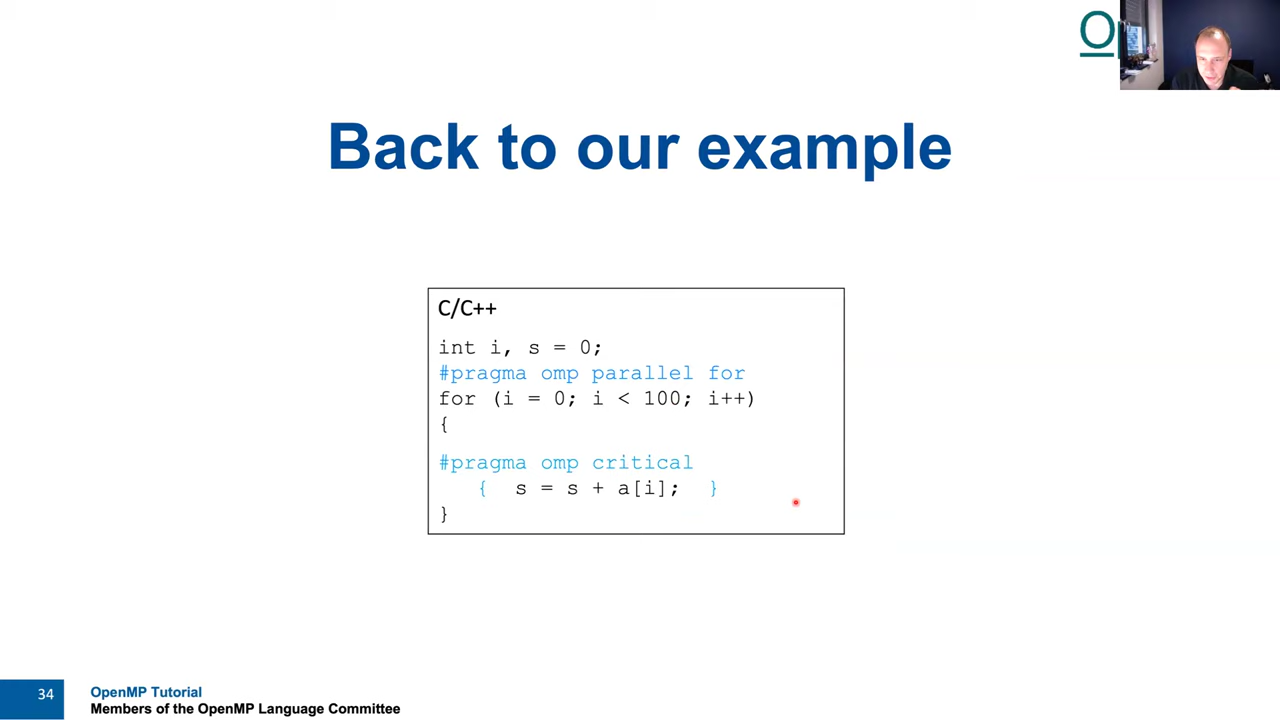 Back to our example
C/C++
int i, s = 0;
#pragma omp parallel for
for (i = 0; i < 100; i++)
{
#pragma omp critical
{ s = s + a[i]; }
}
34
OpenMP Tutorial
Members of the OpenMP Language Committee